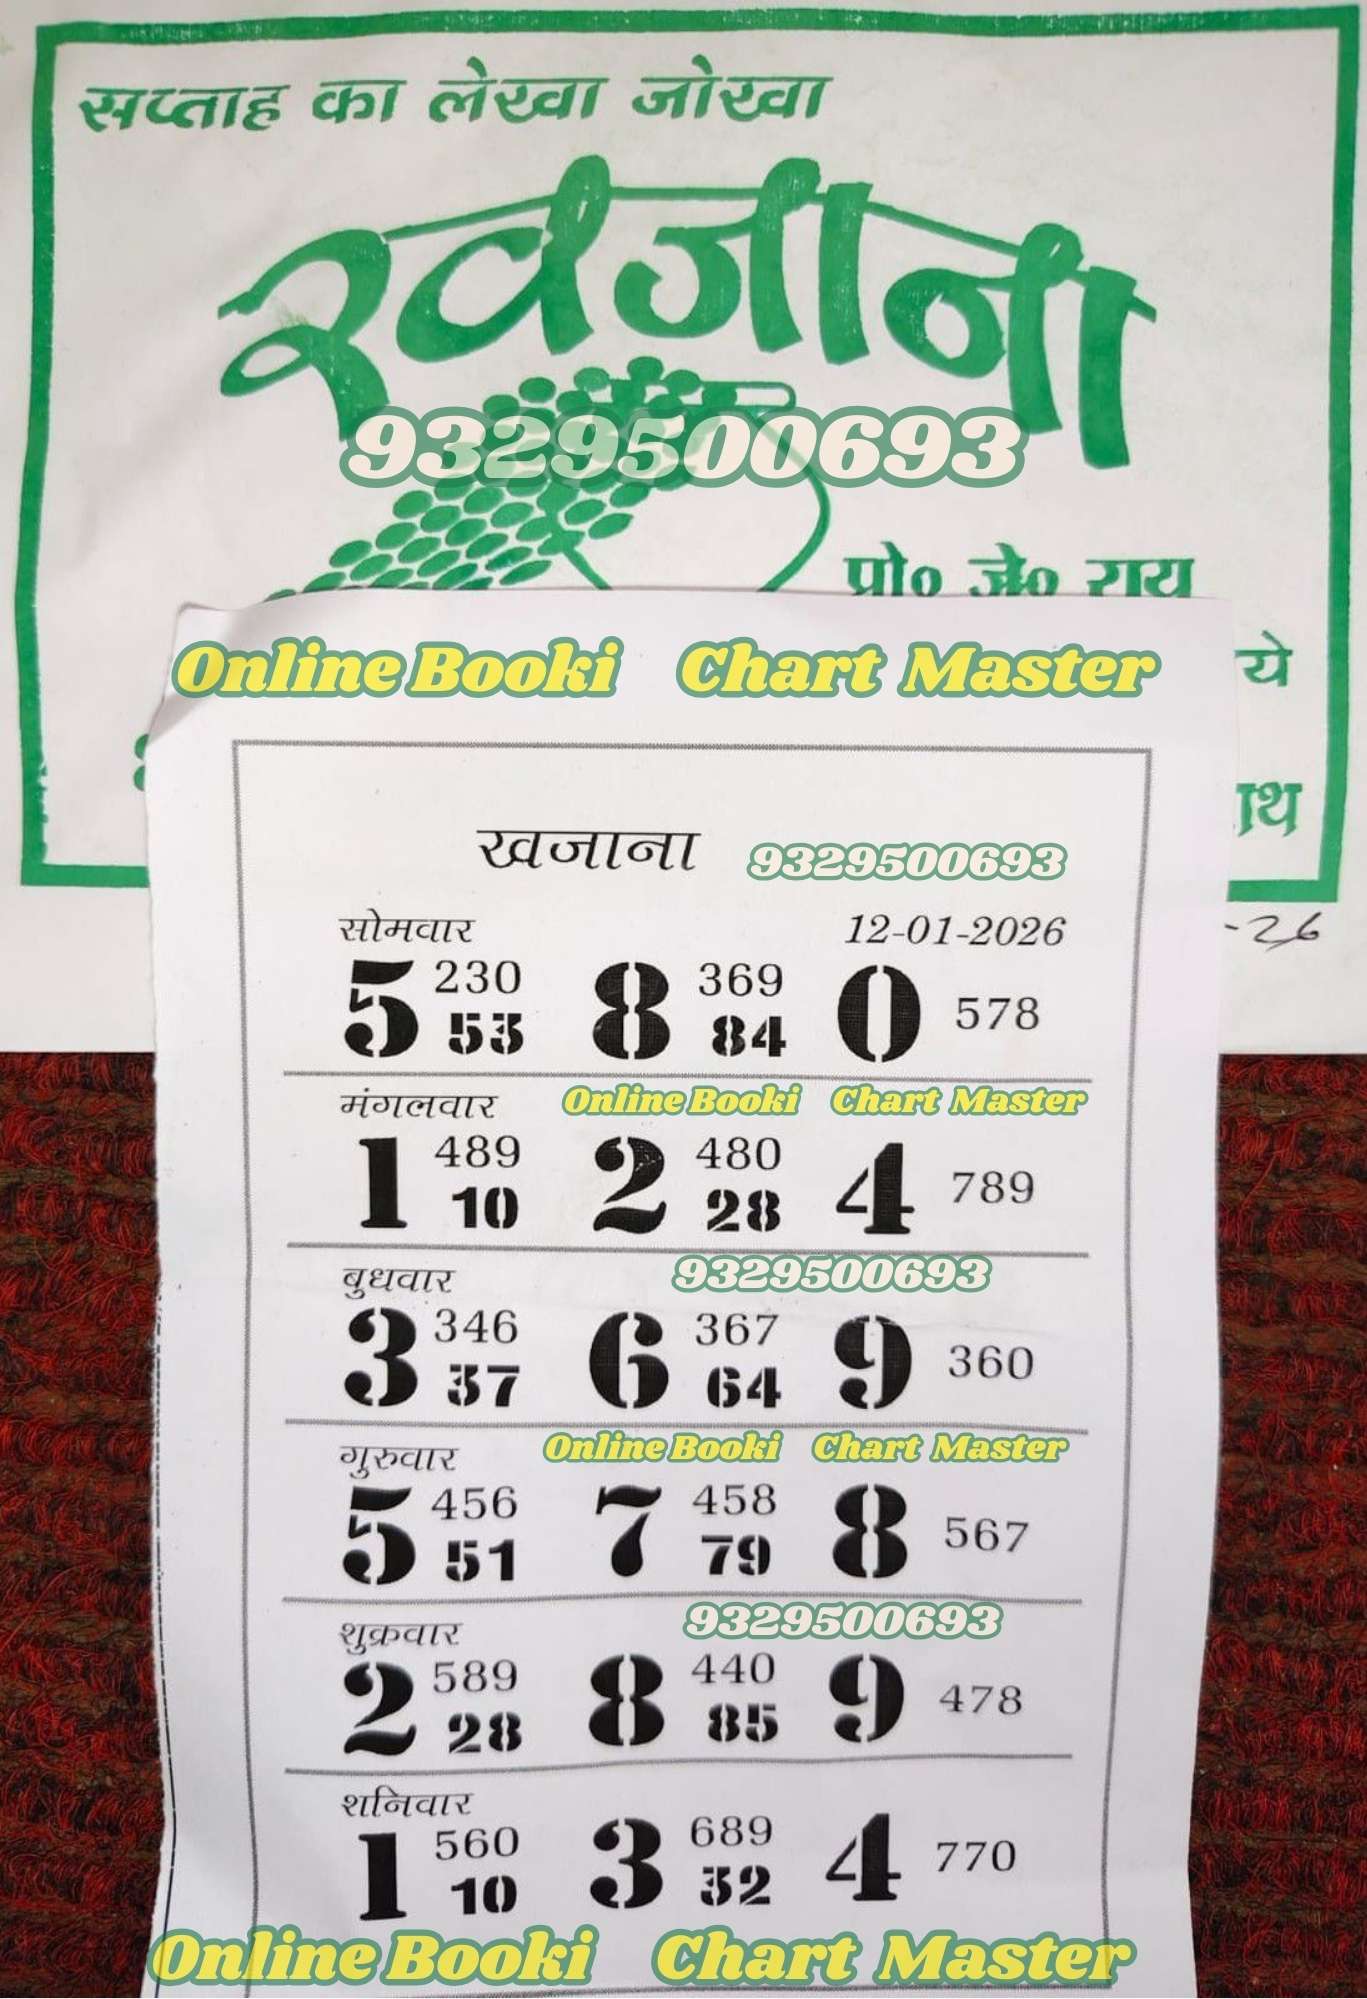 सप्ताह का लेखा जोखा
खजाना
9329500693
प्रो० जे० राय
Online Booki Chart Master
ये
खजाना 9329500693
सोमवार 12-01-2026
-26
5 230 53 8 369 84 0 578
मंगलवार Online Booki Chart Master
1 489 10 2 480 28 4 789
बुधवार 9329500693
3 346 37 6 367 64 9 360
गुरुवार Online Booki Chart Master
5 456 51 7 458 79 8 567
शुक्रवार 9329500693
2 589 28 8 440 85 9 478
शनिवार
1 560 10 3 689 32 4 770
Online Booki Chart Master